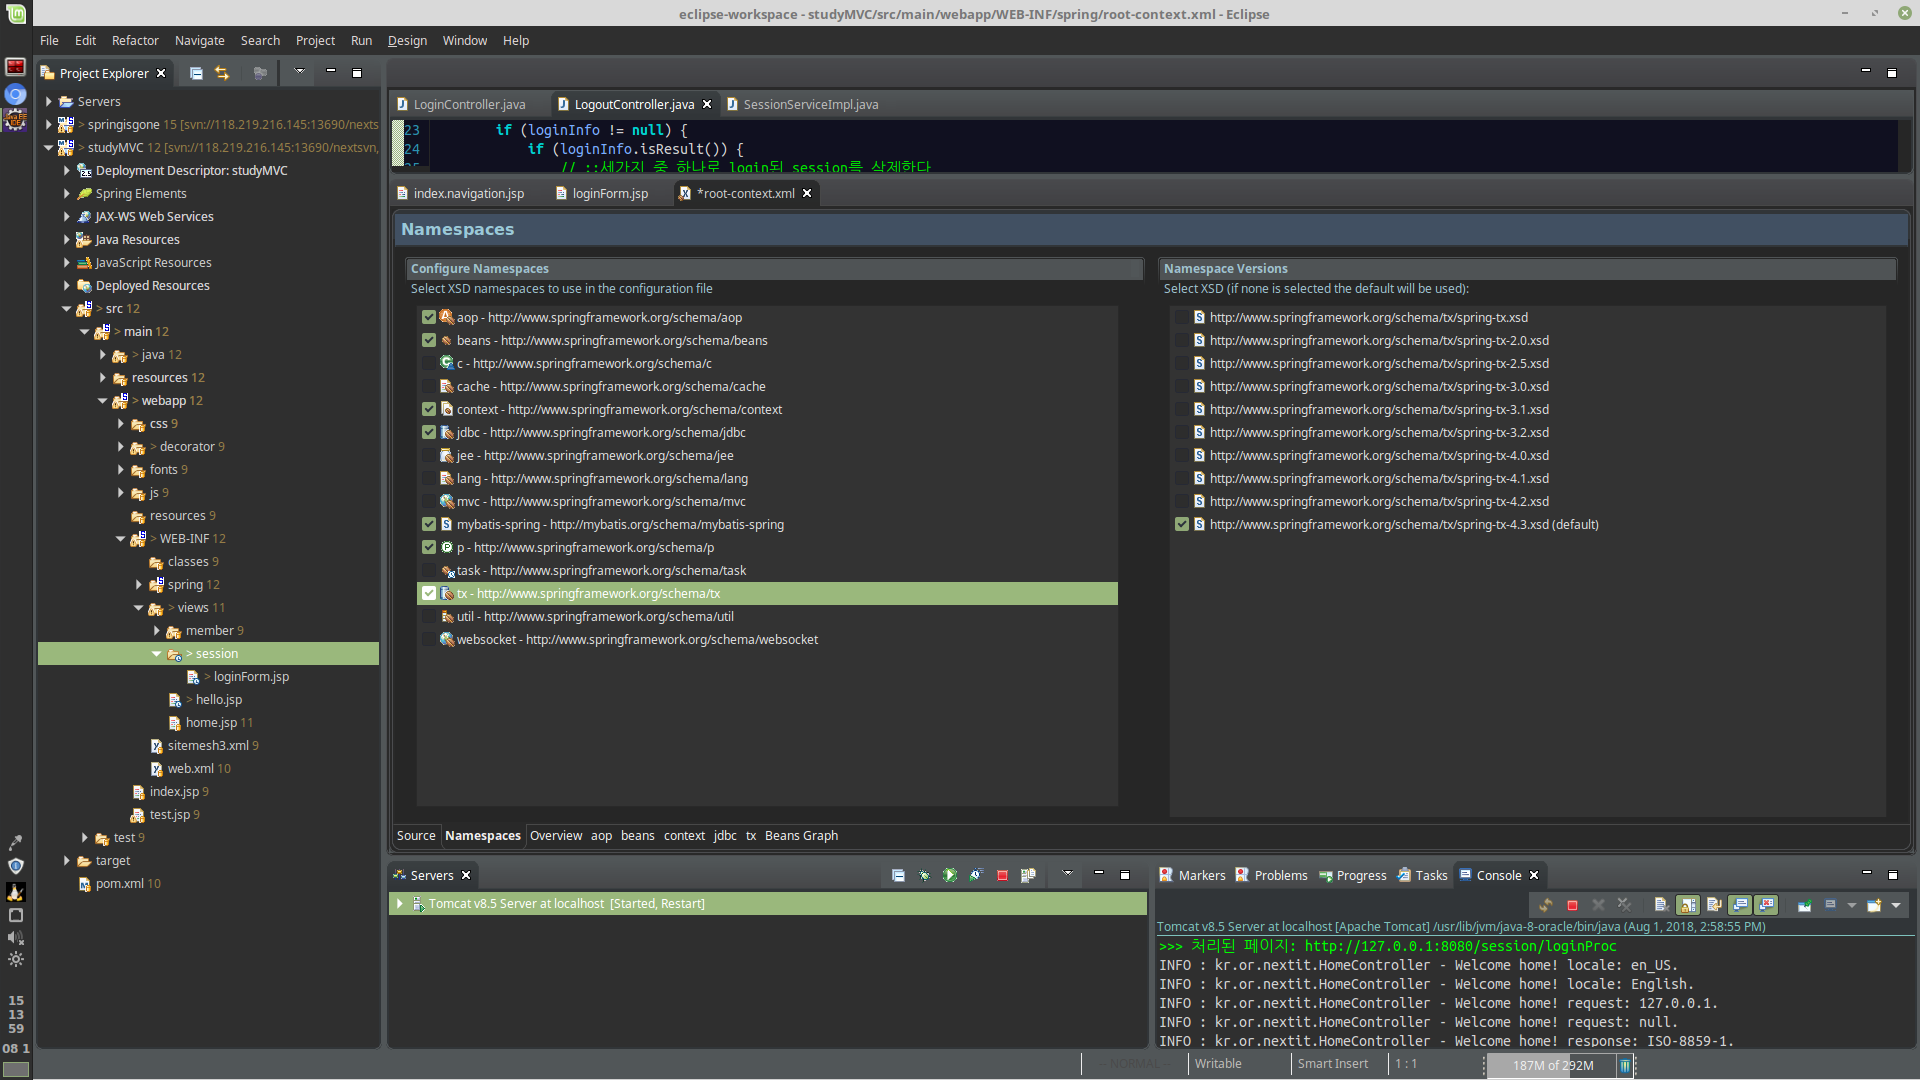 eclipse-workspace - studyMVC/src/main/webapp/WEB-INF/spring/root-context.xml - Eclipse
File Edit Refactor Navigate Search Project Run Design Window Help
Project Explorer
Servers
> springisgone 15 [svn://118.219.216.145:13690/nexts
> studyMVC 12 [svn://118.219.216.145:13690/nextsvn,
Deployment Descriptor: studyMVC
Spring Elements
JAX-WS Web Services
Java Resources
JavaScript Resources
Deployed Resources
> src 12
> main 12
> java 12
resources 12
> webapp 12
css 9
> decorator 9
fonts 9
js 9
resources 9
> WEB-INF 12
classes 9
spring 12
> views 11
member 9
> session
> loginForm.jsp
> hello.jsp
home.jsp 11
sitemesh3.xml 9
web.xml 10
index.jsp 9
test.jsp 9
test 9
target
pom.xml 10
LoginController.java LogoutController.java SessionServiceImpl.java
23 if (loginInfo != null) {
24 if (loginInfo.isResult()) {
// ::세가지 중 하나로 login된 session를 삭제한다
index.navigation.jsp loginForm.jsp *root-context.xml
Namespaces
Configure Namespaces
Select XSD namespaces to use in the configuration file
aop - http://www.springframework.org/schema/aop
beans - http://www.springframework.org/schema/beans
c - http://www.springframework.org/schema/c
cache - http://www.springframework.org/schema/cache
context - http://www.springframework.org/schema/context
jdbc - http://www.springframework.org/schema/jdbc
jee - http://www.springframework.org/schema/jee
lang - http://www.springframework.org/schema/lang
mvc - http://www.springframework.org/schema/mvc
mybatis-spring - http://mybatis.org/schema/mybatis-spring
p - http://www.springframework.org/schema/p
task - http://www.springframework.org/schema/task
tx - http://www.springframework.org/schema/tx
util - http://www.springframework.org/schema/util
websocket - http://www.springframework.org/schema/websocket
Namespace Versions
Select XSD (if none is selected the default will be used):
http://www.springframework.org/schema/tx/spring-tx.xsd
http://www.springframework.org/schema/tx/spring-tx-2.0.xsd
http://www.springframework.org/schema/tx/spring-tx-2.5.xsd
http://www.springframework.org/schema/tx/spring-tx-3.0.xsd
http://www.springframework.org/schema/tx/spring-tx-3.1.xsd
http://www.springframework.org/schema/tx/spring-tx-3.2.xsd
http://www.springframework.org/schema/tx/spring-tx-4.0.xsd
http://www.springframework.org/schema/tx/spring-tx-4.1.xsd
http://www.springframework.org/schema/tx/spring-tx-4.2.xsd
http://www.springframework.org/schema/tx/spring-tx-4.3.xsd (default)
Source Namespaces Overview aop beans context jdbc tx Beans Graph
Servers
Tomcat v8.5 Server at localhost [Started, Restart]
Markers Problems Progress Tasks Console
Tomcat v8.5 Server at localhost [Apache Tomcat] /usr/lib/jvm/java-8-oracle/bin/java (Aug 1, 2018, 2:58:55 PM)
>>> 처리된 페이지: http://127.0.0.1:8080/session/loginProc
INFO : kr.or.nextit.HomeController - Welcome home! locale: en_US.
INFO : kr.or.nextit.HomeController - Welcome home! locale: English.
INFO : kr.or.nextit.HomeController - Welcome home! request: 127.0.0.1.
INFO : kr.or.nextit.HomeController - Welcome home! request: null.
INFO : kr.or.nextit.HomeController - Welcome home! response: ISO-8859-1.
-- NORMAL -- Writable Smart Insert 1 : 1 187M of 292M
15
13
59
08 1